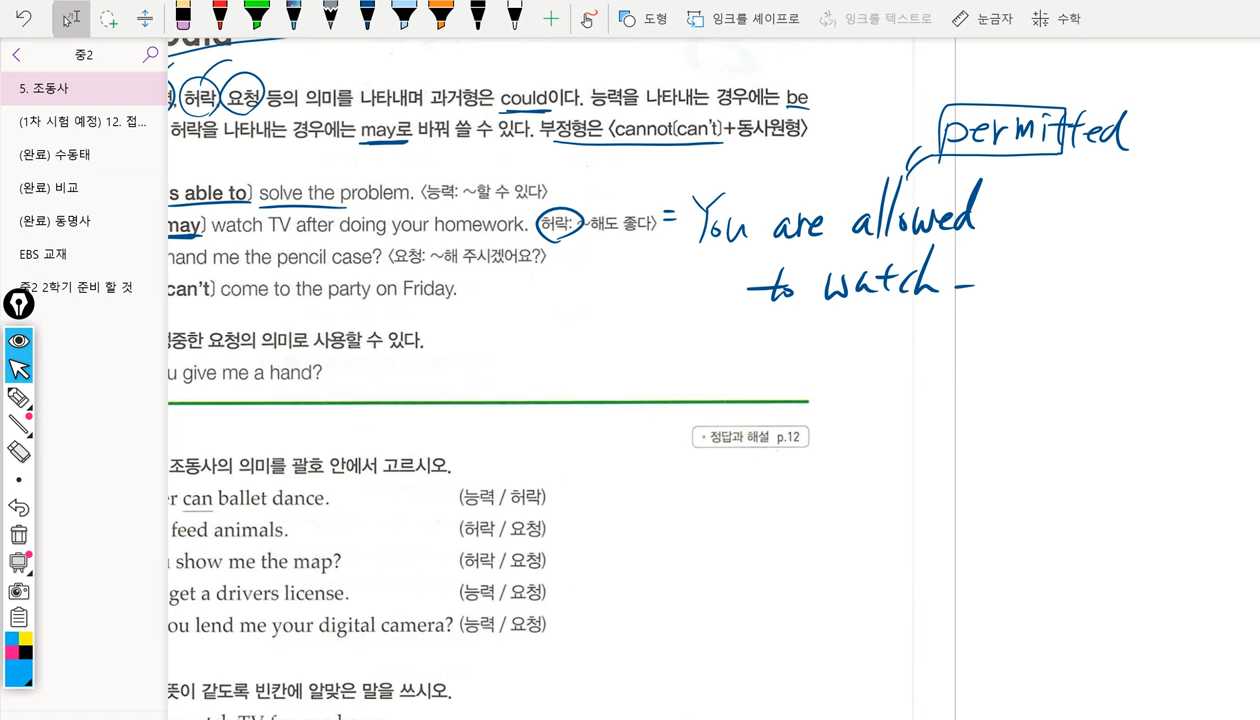 도형
잉크를 셰이프로
잉크를 텍스트로
눈금자
수학
중2
5. 조동사
(1차 시험 예정) 12. 접...
(완료) 수동태
(완료) 비교
(완료) 동명사
EBS 교재
중2 2학기 준비 할 것
허락 요청 등의 의미를 나타내며 과거형은 could이다. 능력을 나타내는 경우에는 be
허락을 나타내는 경우에는 may로 바꿔 쓸 수 있다. 부정형은 〈cannot(can't)+동사원형〉
permitted
s able to) solve the problem. 〈능력: ~할 수 있다〉
may) watch TV after doing your homework. 〈허락: ~해도 좋다〉 = You are allowed
to watch –
hand me the pencil case? 〈요청: ~해 주시겠어요?〉
can't) come to the party on Friday.
중한 요청의 의미로 사용할 수 있다.
u give me a hand?
• 정답과 해설 p.12
조동사의 의미를 괄호 안에서 고르시오.
r can ballet dance. (능력 / 허락)
feed animals. (허락 / 요청)
show me the map? (허락 / 요청)
get a drivers license. (능력 / 요청)
ou lend me your digital camera? (능력 / 요청)
뜻이 같도록 빈칸에 알맞은 말을 쓰시오.